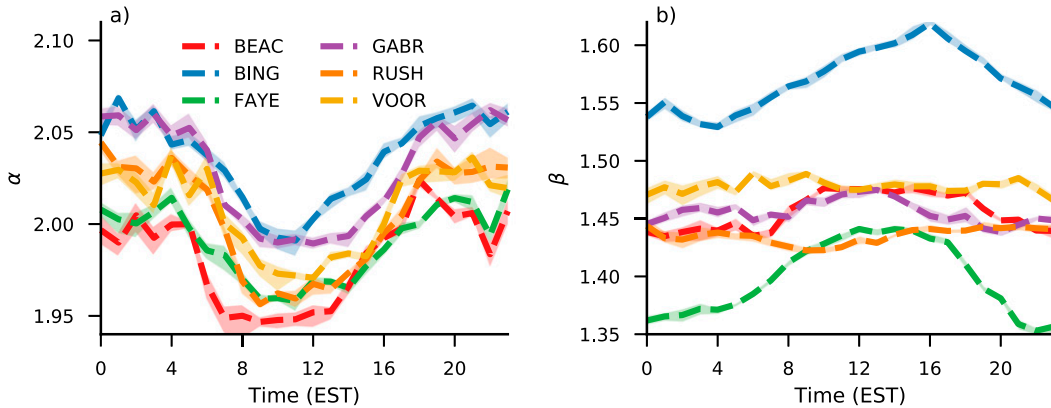 a)
BEAC
BING
FAYE
GABR
RUSH
VOOR
2.10
2.05
2.00
1.95
α
0 4 8 12 16 20
Time (EST)
b)
1.60
1.55
1.50
1.45
1.40
1.35
β
0 4 8 12 16 20
Time (EST)